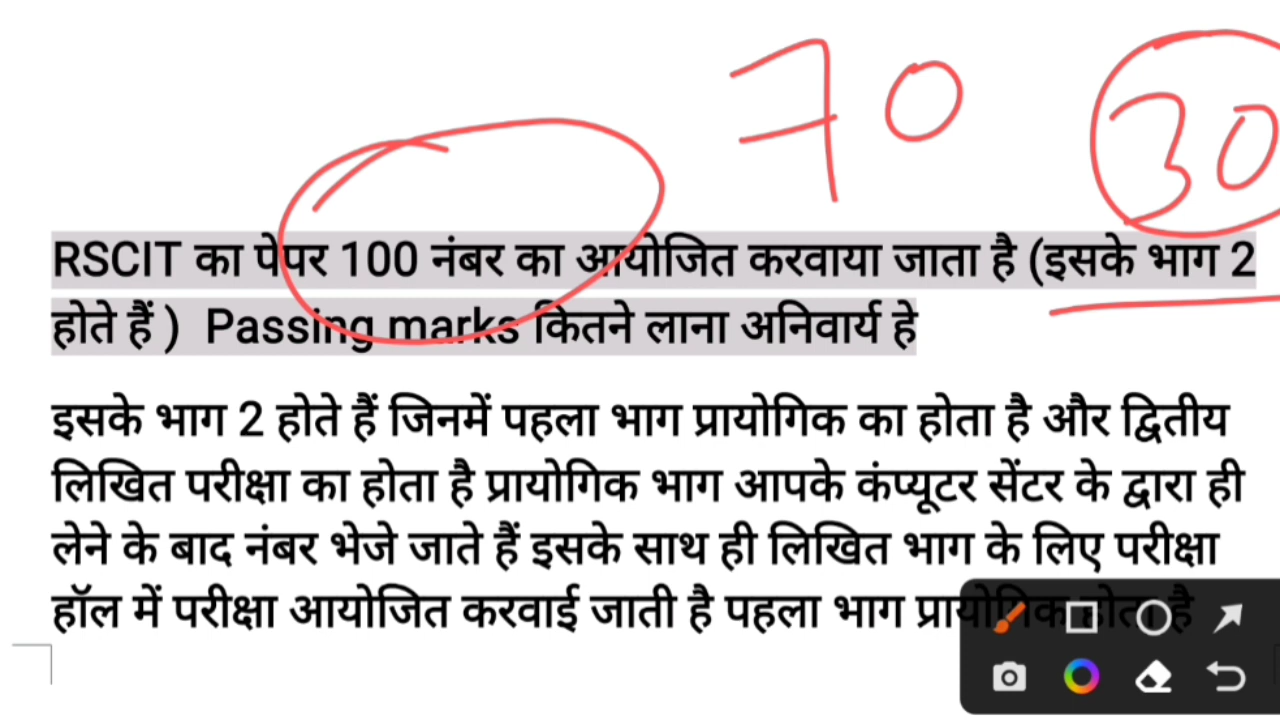 70 30
RSCIT का पेपर 100 नंबर का आयोजित करवाया जाता है (इसके भाग 2
होते हैं ) Passing marks कितने लाना अनिवार्य हे
इसके भाग 2 होते हैं जिनमें पहला भाग प्रायोगिक का होता है और द्वितीय
लिखित परीक्षा का होता है प्रायोगिक भाग आपके कंप्यूटर सेंटर के द्वारा ही
लेने के बाद नंबर भेजे जाते हैं इसके साथ ही लिखित भाग के लिए परीक्षा
हॉल में परीक्षा आयोजित करवाई जाती है पहला भाग प्रायोगिक होता है